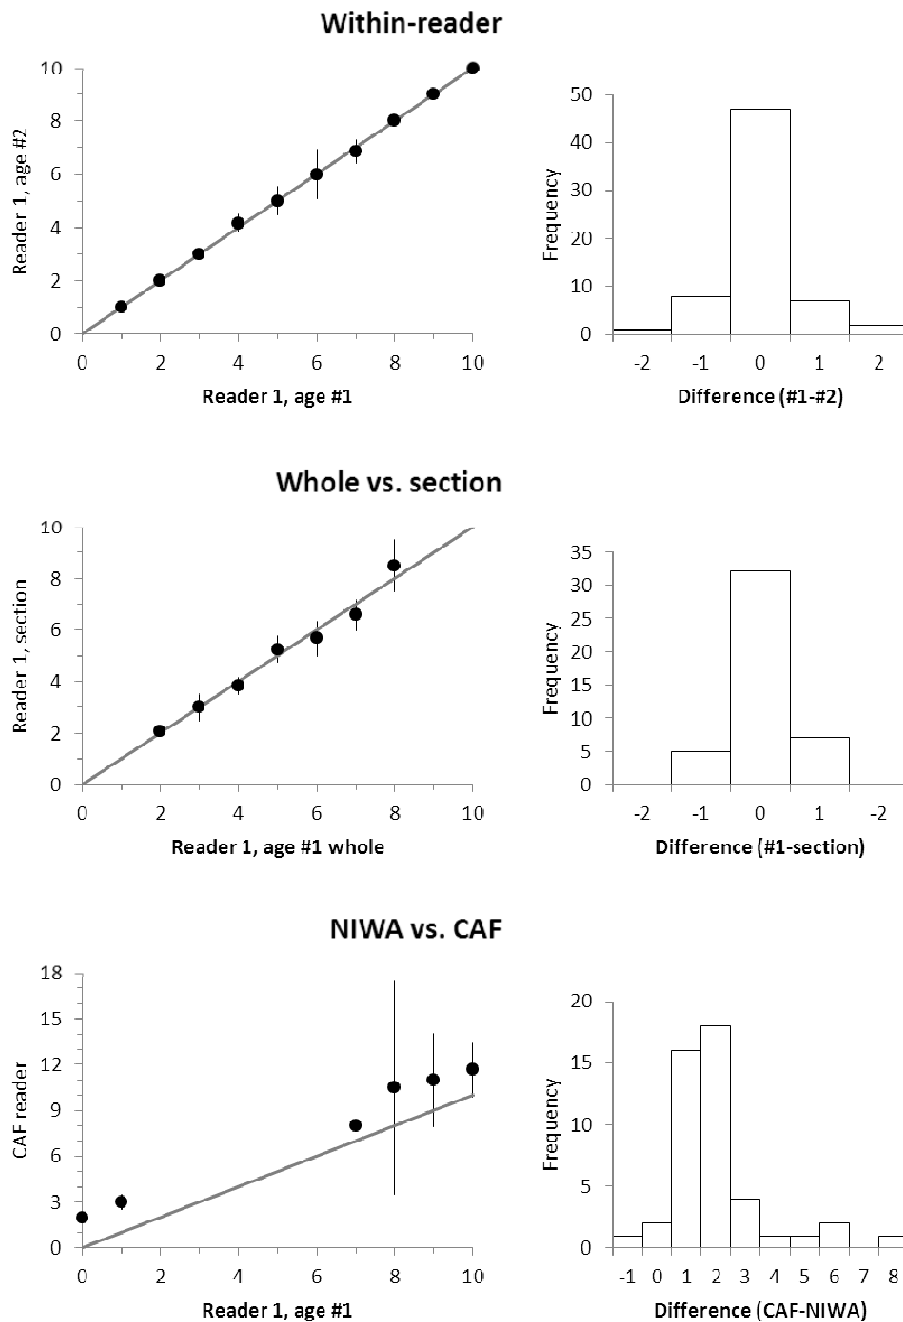 Within-reader
10
8
6
4
2
0
Reader 1, age #2
0 2 4 6 8 10
Reader 1, age #1
50
40
30
20
10
0
Frequency
-2 -1 0 1 2
Difference (#1-#2)
Whole vs. section
10
8
6
4
2
0
Reader 1, section
0 2 4 6 8 10
Reader 1, age #1 whole
35
30
25
20
15
10
5
0
Frequency
-2 -1 0 1 -2
Difference (#1-section)
NIWA vs. CAF
18
15
12
9
6
3
0
CAF reader
0 2 4 6 8 10
Reader 1, age #1
20
15
10
5
0
Frequency
-1 0 1 2 3 4 5 6 7 8
Difference (CAF-NIWA)